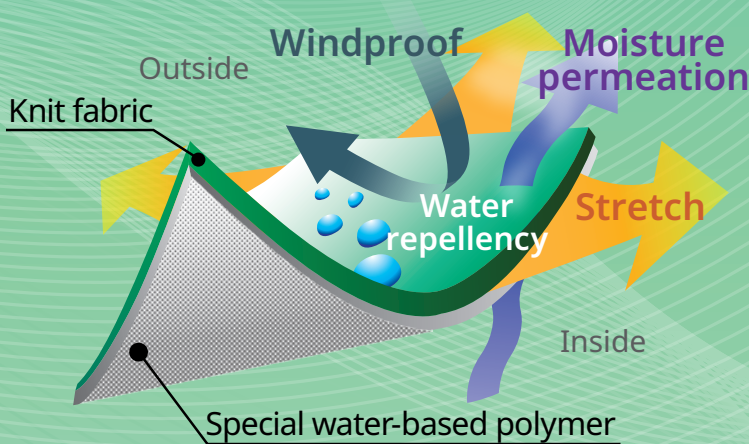 Windproof
Moisture
permeation
Outside
Knit fabric
Water
repellency
Stretch
Inside
Special water-based polymer